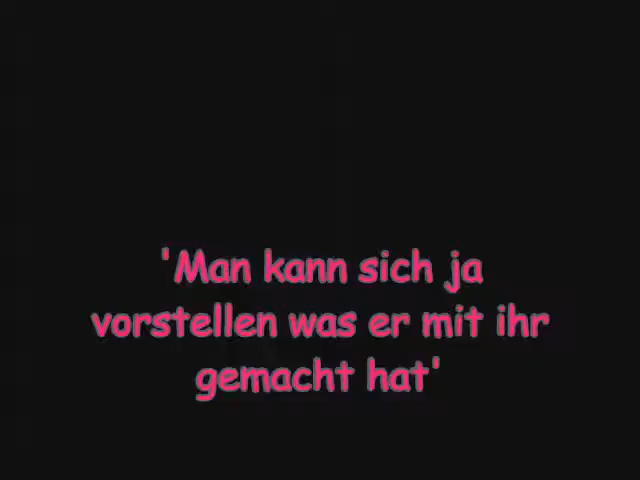 'Man kann sich ja
vorstellen was er mit ihr
gemacht hat'